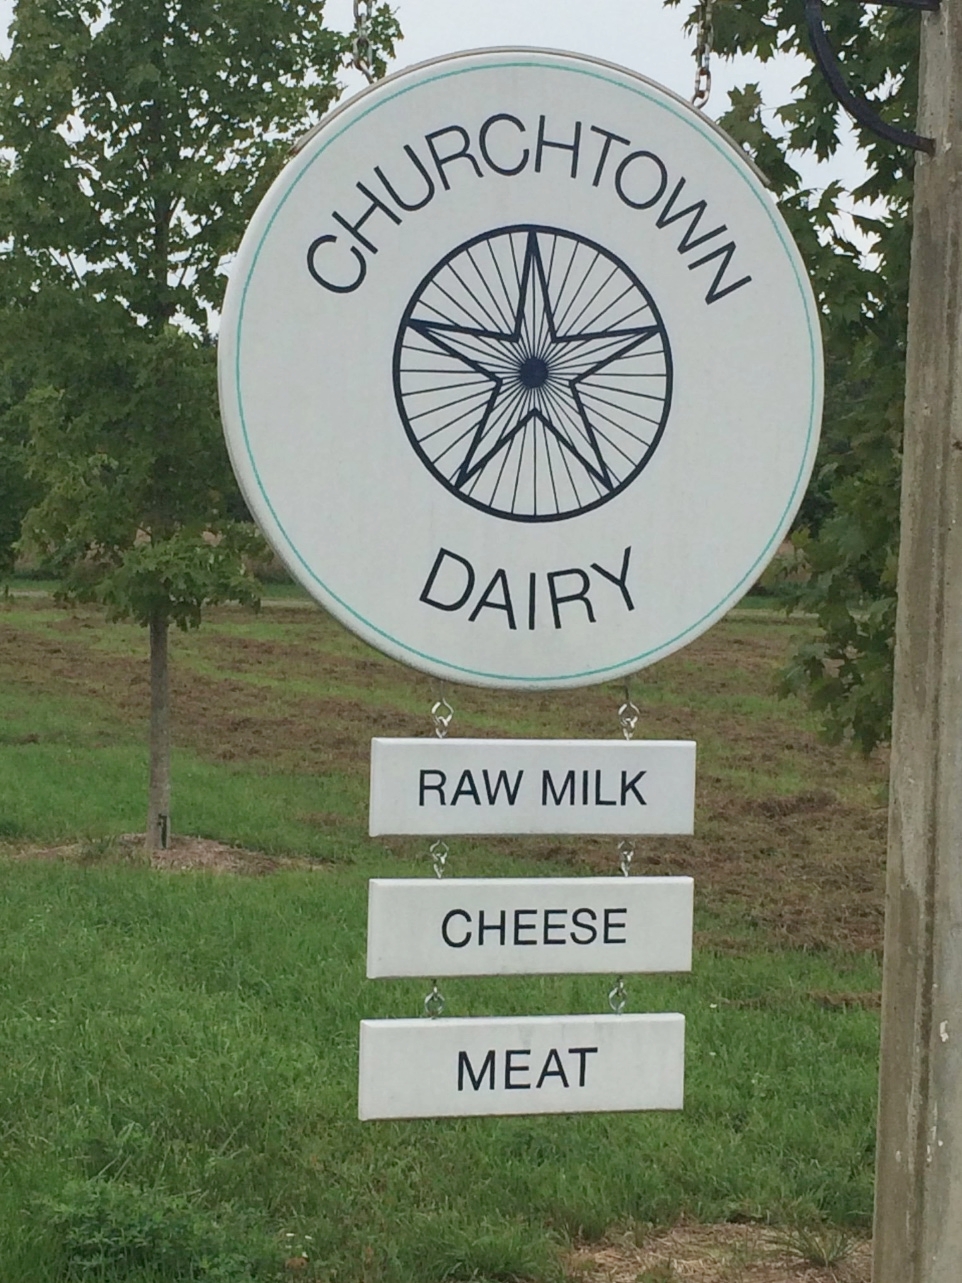 CHURCHTOWN
DAIRY
RAW MILK
CHEESE
MEAT